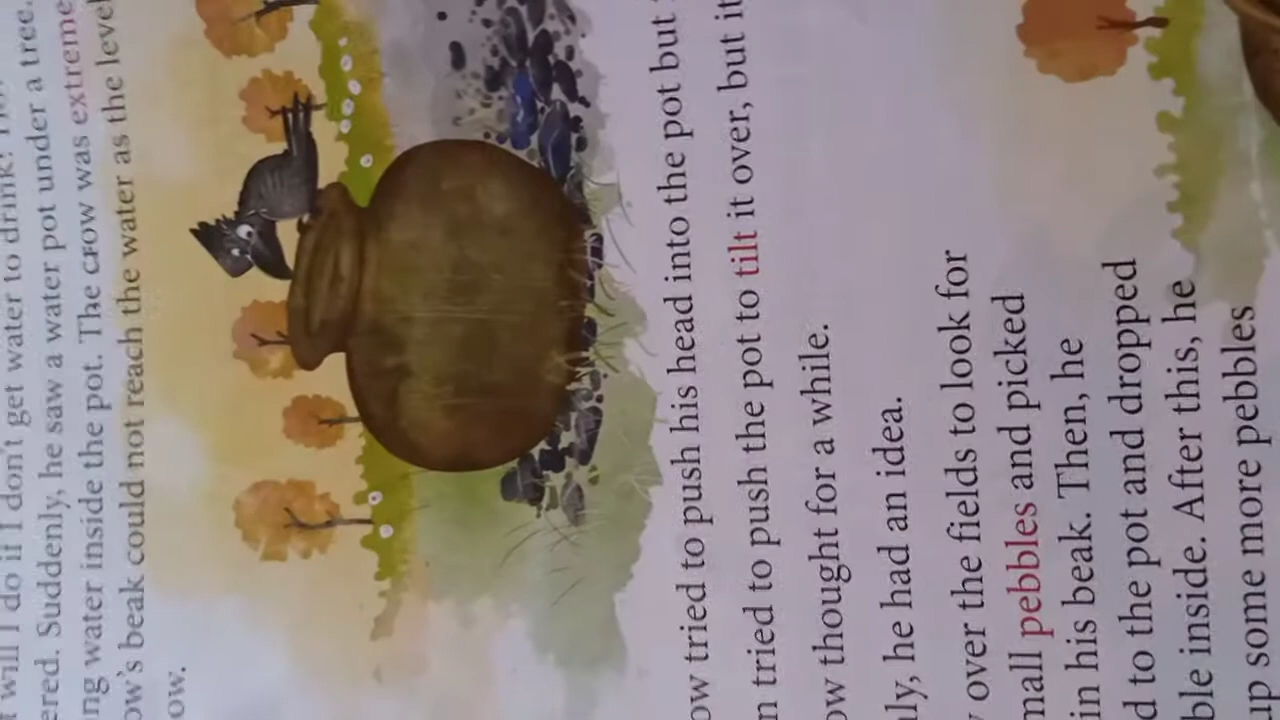 will I do if I don't get water to drink!
ered. Suddenly, he saw a water pot under a tree.
ng water inside the pot. The crow was extreme
ow's beak could not reach the water as the level
ow.
ow tried to push his head into the pot but
n tried to push the pot to tilt it over, but it
ow thought for a while.
ly, he had an idea.
over the fields to look for
mall pebbles and picked
in his beak. Then, he
d to the pot and dropped
ble inside. After this, he
up some more pebbles